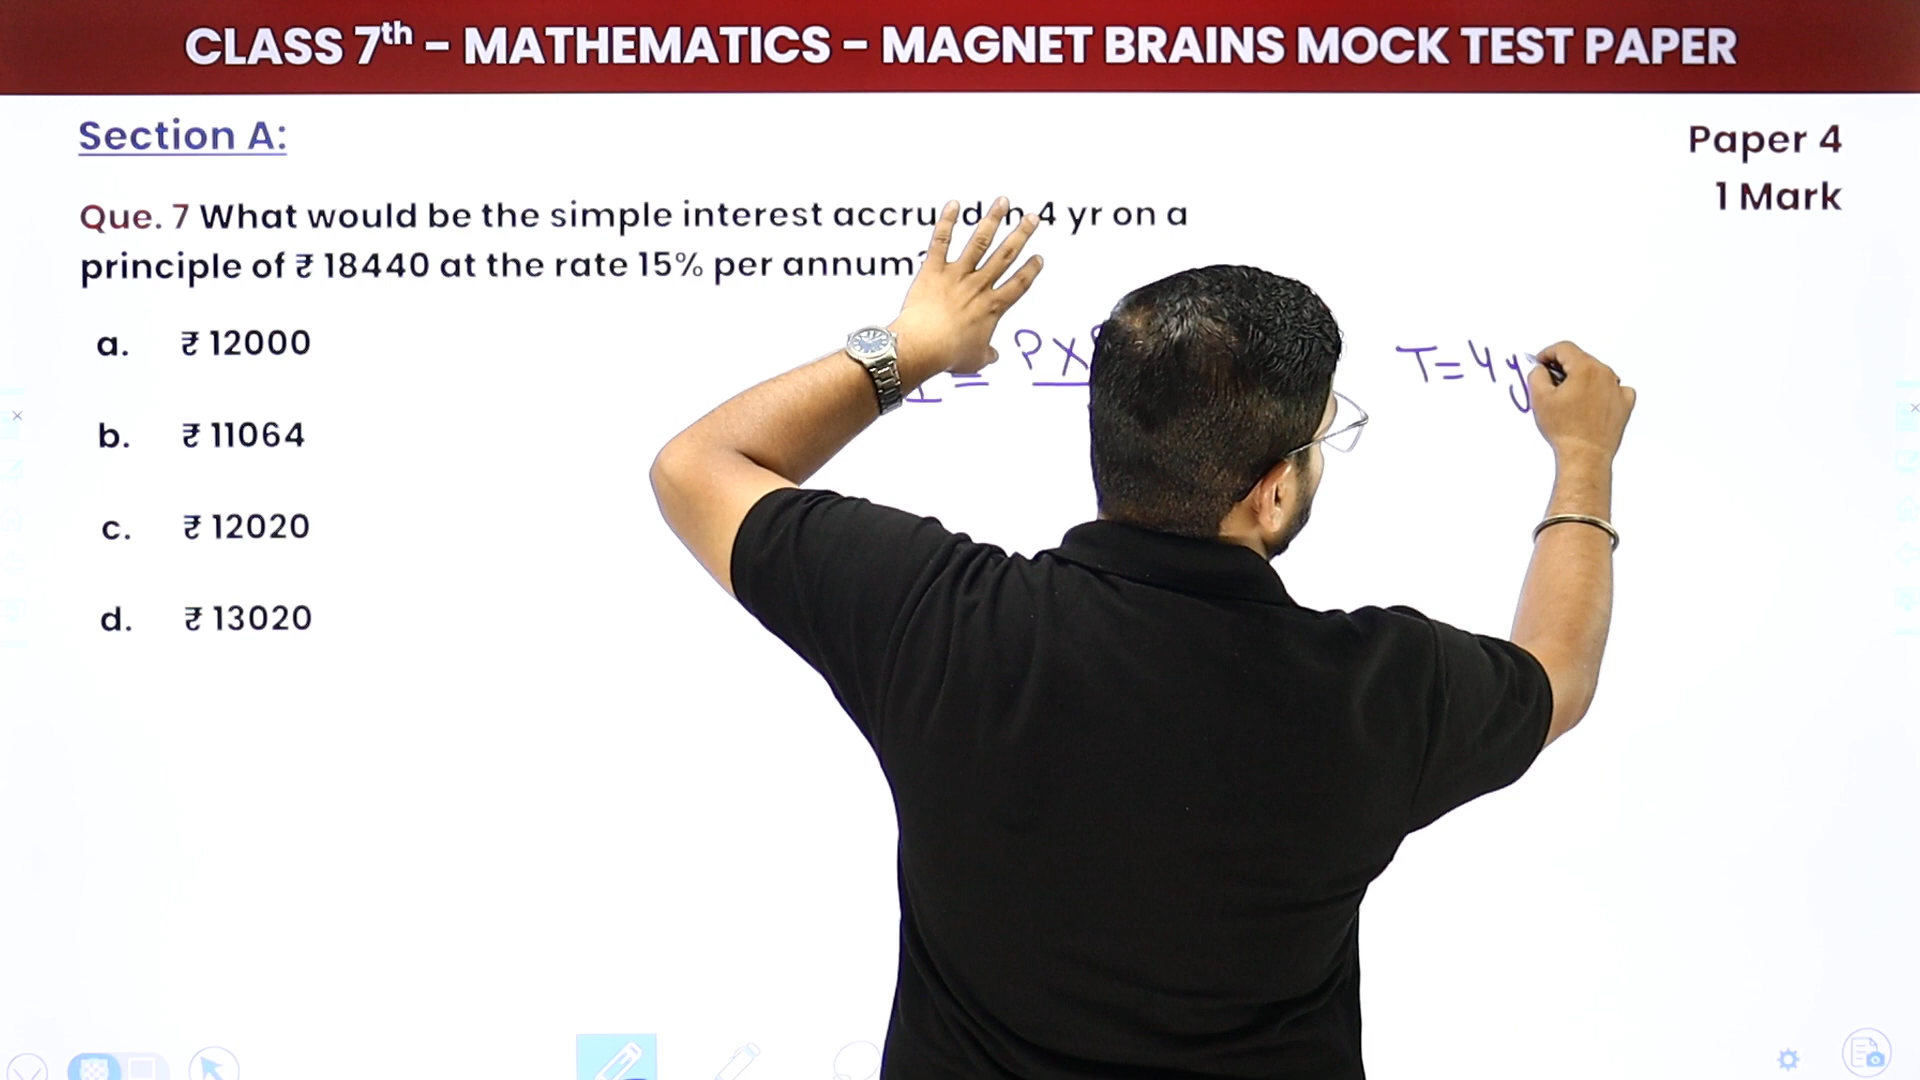 CLASS 7th – MATHEMATICS – MAGNET BRAINS MOCK TEST PAPER
Section A:
Paper 4
1 Mark
Que. 7 What would be the simple interest 4 yr on a
principle of ₹ 18440 at the rate 15% per annum?
a. ₹ 12000
b. ₹ 11064
c. ₹ 12020
d. ₹ 13020
= P X
T = 4 y